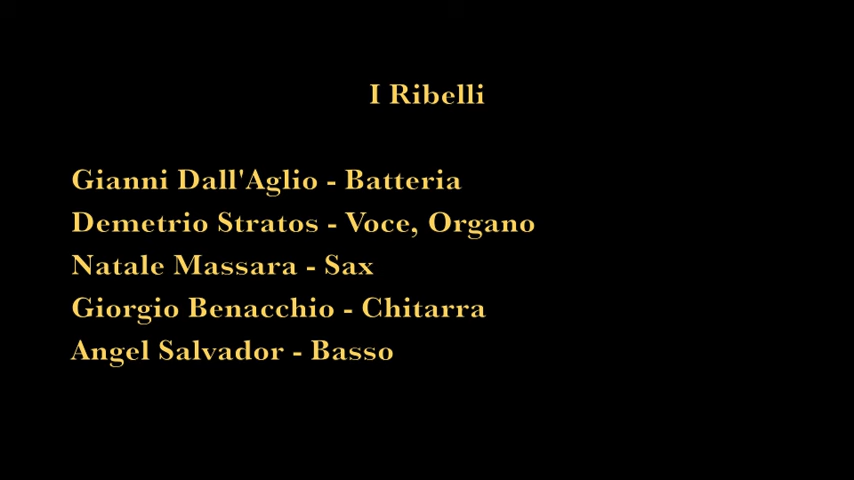 I Ribelli
Gianni Dall'Aglio - Batteria
Demetrio Stratos - Voce, Organo
Natale Massara - Sax
Giorgio Benacchio - Chitarra
Angel Salvador - Basso